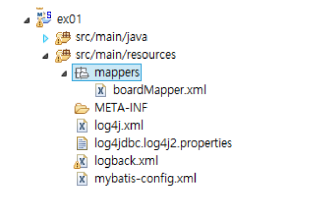 ex01
src/main/java
src/main/resources
mappers
boardMapper.xml
META-INF
log4j.xml
log4jdbc.log4j2.properties
logback.xml
mybatis-config.xml